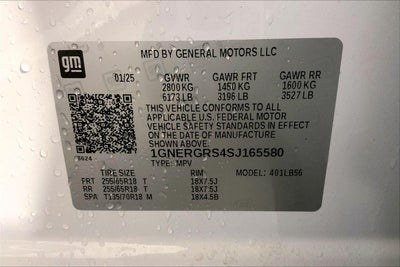 gm
MFD BY GENERAL MOTORS LLC
01/25 GVWR GAWR FRT GAWR RR
2800 KG 1450 KG 1600 KG
6173 LB 3196 LB 3527 LB
THIS VEHICLE CONFORMS TO ALL
APPLICABLE U.S. FEDERAL MOTOR
VEHICLE SAFETY STANDARDS IN EFFECT
ON THE DATE OF MANUFACTURE
SHOWN ABOVE.
1GNERGRS4SJ165580
TYPE: MPV
TIRE SIZE RIM MODEL: 401LB56
FRT 255/65R18 T 18X7.5J
RR 255/65R18 T 18X7.5J
SPA T135/70R18 M 18X4.5B